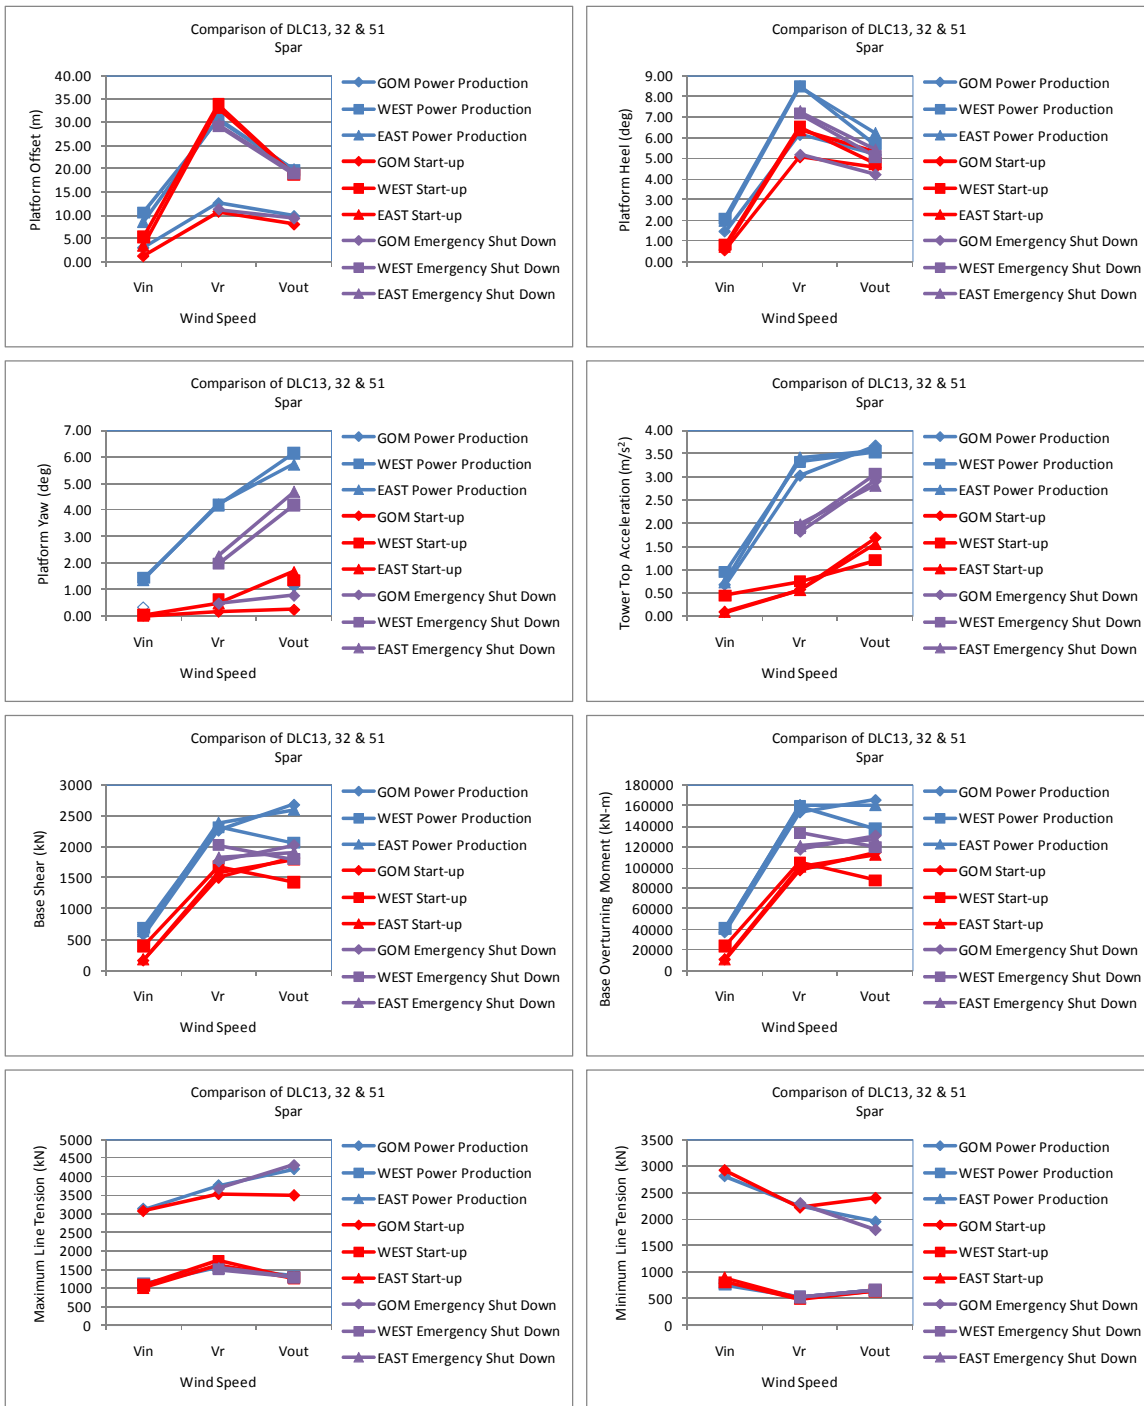 Comparison of DLC13, 32 & 51
Spar
Platform Offset (m)
40.00
35.00
30.00
25.00
20.00
15.00
10.00
5.00
0.00
Vin Vr Vout
Wind Speed
GOM Power Production
WEST Power Production
EAST Power Production
GOM Start-up
WEST Start-up
EAST Start-up
GOM Emergency Shut Down
WEST Emergency Shut Down
EAST Emergency Shut Down
Comparison of DLC13, 32 & 51
Spar
Platform Heel (deg)
9.00
8.00
7.00
6.00
5.00
4.00
3.00
2.00
1.00
0.00
Vin Vr Vout
Wind Speed
GOM Power Production
WEST Power Production
EAST Power Production
GOM Start-up
WEST Start-up
EAST Start-up
GOM Emergency Shut Down
WEST Emergency Shut Down
EAST Emergency Shut Down
Comparison of DLC13, 32 & 51
Spar
Platform Yaw (deg)
7.00
6.00
5.00
4.00
3.00
2.00
1.00
0.00
Vin Vr Vout
Wind Speed
GOM Power Production
WEST Power Production
EAST Power Production
GOM Start-up
WEST Start-up
EAST Start-up
GOM Emergency Shut Down
WEST Emergency Shut Down
EAST Emergency Shut Down
Comparison of DLC13, 32 & 51
Spar
Tower Top Acceleration (m/s²)
4.00
3.50
3.00
2.50
2.00
1.50
1.00
0.50
0.00
Vin Vr Vout
Wind Speed
GOM Power Production
WEST Power Production
EAST Power Production
GOM Start-up
WEST Start-up
EAST Start-up
GOM Emergency Shut Down
WEST Emergency Shut Down
EAST Emergency Shut Down
Comparison of DLC13, 32 & 51
Spar
Base Shear (kN)
3000
2500
2000
1500
1000
500
0
Vin Vr Vout
Wind Speed
GOM Power Production
WEST Power Production
EAST Power Production
GOM Start-up
WEST Start-up
EAST Start-up
GOM Emergency Shut Down
WEST Emergency Shut Down
EAST Emergency Shut Down
Comparison of DLC13, 32 & 51
Spar
Base Overturning Moment (kN-m)
180000
160000
140000
120000
100000
80000
60000
40000
20000
0
Vin Vr Vout
Wind Speed
GOM Power Production
WEST Power Production
EAST Power Production
GOM Start-up
WEST Start-up
EAST Start-up
GOM Emergency Shut Down
WEST Emergency Shut Down
EAST Emergency Shut Down
Comparison of DLC13, 32 & 51
Spar
Maximum Line Tension (kN)
5000
4500
4000
3500
3000
2500
2000
1500
1000
500
0
Vin Vr Vout
Wind Speed
GOM Power Production
WEST Power Production
EAST Power Production
GOM Start-up
WEST Start-up
EAST Start-up
GOM Emergency Shut Down
WEST Emergency Shut Down
EAST Emergency Shut Down
Comparison of DLC13, 32 & 51
Spar
Minimum Line Tension (kN)
3500
3000
2500
2000
1500
1000
500
0
Vin Vr Vout
Wind Speed
GOM Power Production
WEST Power Production
EAST Power Production
GOM Start-up
WEST Start-up
EAST Start-up
GOM Emergency Shut Down
WEST Emergency Shut Down
EAST Emergency Shut Down